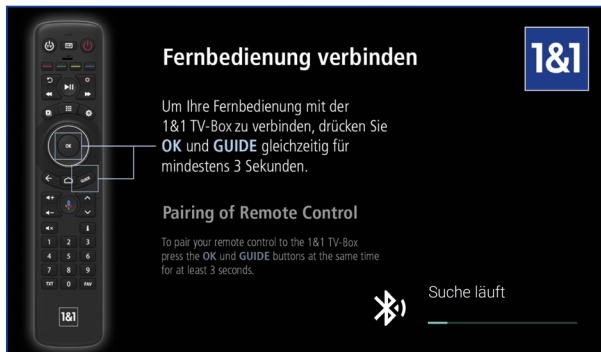 Fernbedienung verbinden
1&1
Um Ihre Fernbedienung mit der
1&1 TV-Box zu verbinden, drücken Sie
OK und GUIDE gleichzeitig für
mindestens 3 Sekunden.
Pairing of Remote Control
To pair your remote control to the 1&1 TV-Box
press the OK und GUIDE buttons at the same time
for at least 3 seconds.
Suche läuft
OK
GUIDE
1 2 3
4 5 6
7 8 9
TXT 0 FAV
1&1